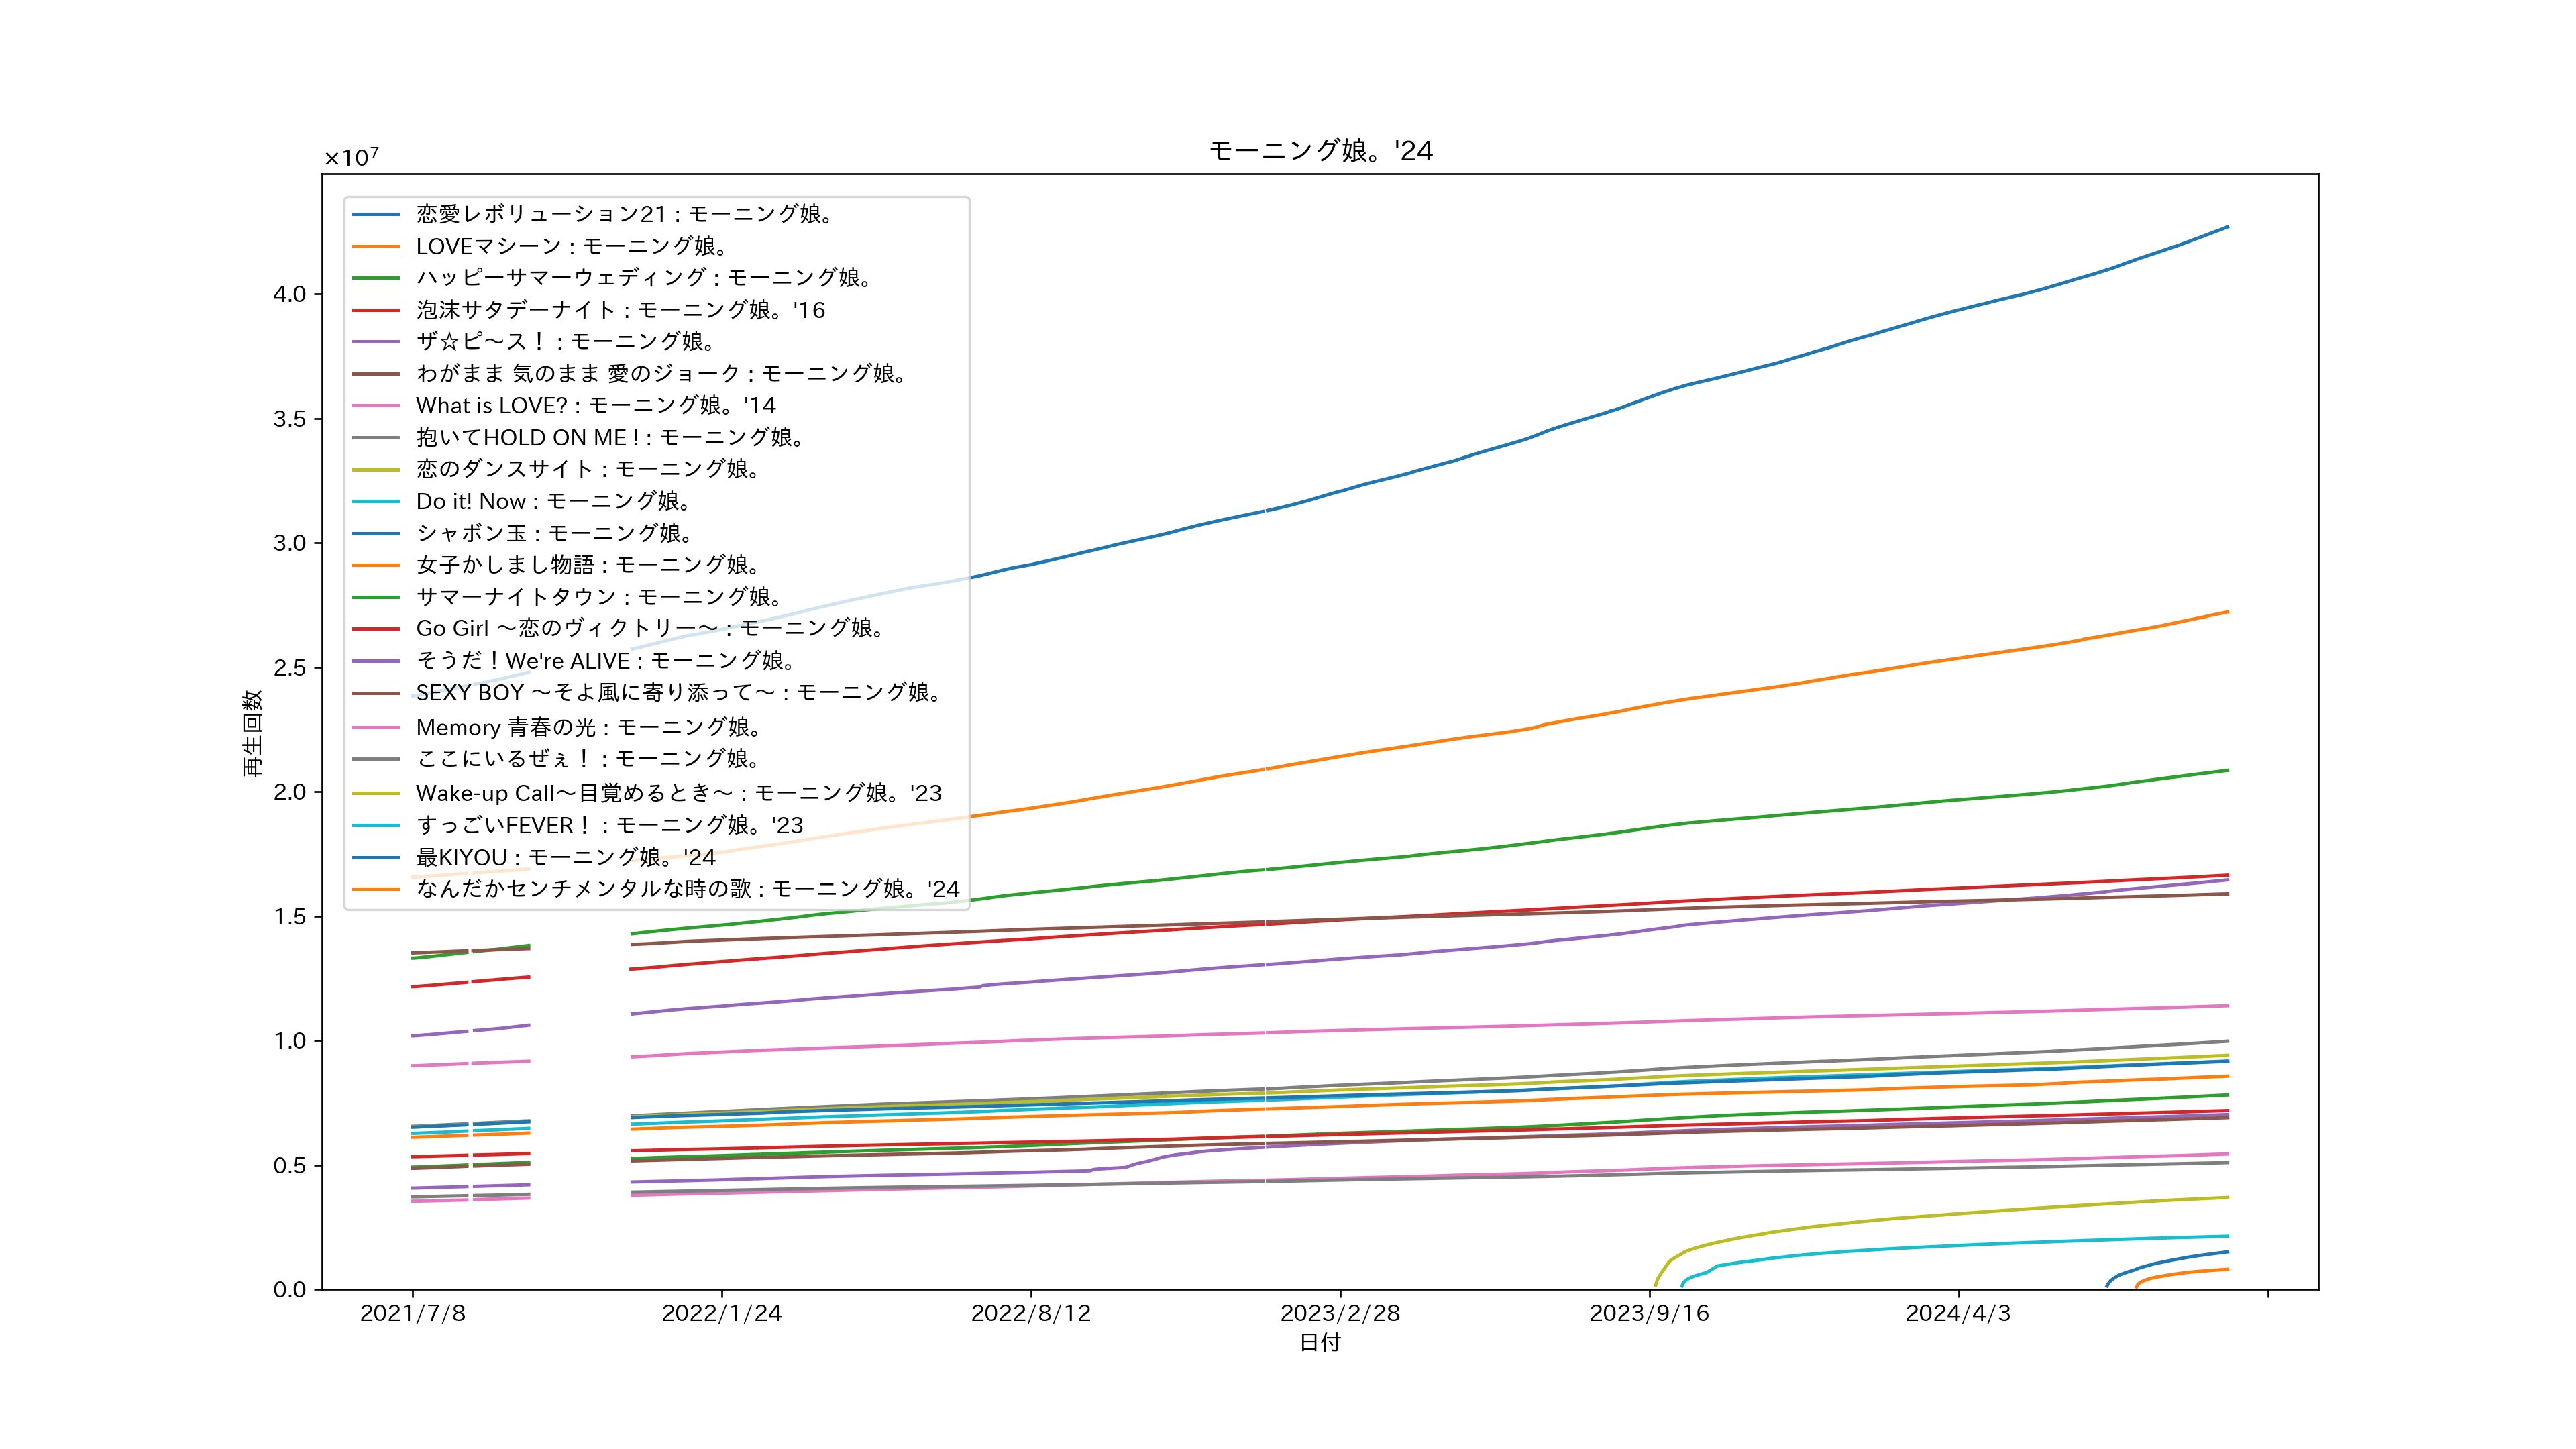 モーニング娘。'24
×10⁷
恋愛レボリューション21 : モーニング娘。
LOVEマシーン : モーニング娘。
ハッピーサマーウェディング : モーニング娘。
泡沫サタデーナイト : モーニング娘。'16
ザ☆ピ〜ス！ : モーニング娘。
わがまま 気のまま 愛のジョーク : モーニング娘。
What is LOVE? : モーニング娘。'14
抱いてHOLD ON ME ! : モーニング娘。
恋のダンスサイト : モーニング娘。
Do it! Now : モーニング娘。
シャボン玉 : モーニング娘。
女子かしまし物語 : モーニング娘。
サマーナイトタウン : モーニング娘。
Go Girl 〜恋のヴィクトリー〜 : モーニング娘。
そうだ！We're ALIVE : モーニング娘。
SEXY BOY 〜そよ風に寄り添って〜 : モーニング娘。
Memory 青春の光 : モーニング娘。
ここにいるぜぇ！ : モーニング娘。
Wake-up Call〜目覚めるとき〜 : モーニング娘。'23
すっごいFEVER！ : モーニング娘。'23
最KIYOU : モーニング娘。'24
なんだかセンチメンタルな時の歌 : モーニング娘。'24
4.0
3.5
3.0
2.5
2.0
1.5
1.0
0.5
0.0
再生回数
2021/7/8
2022/1/24
2022/8/12
2023/2/28
2023/9/16
2024/4/3
日付